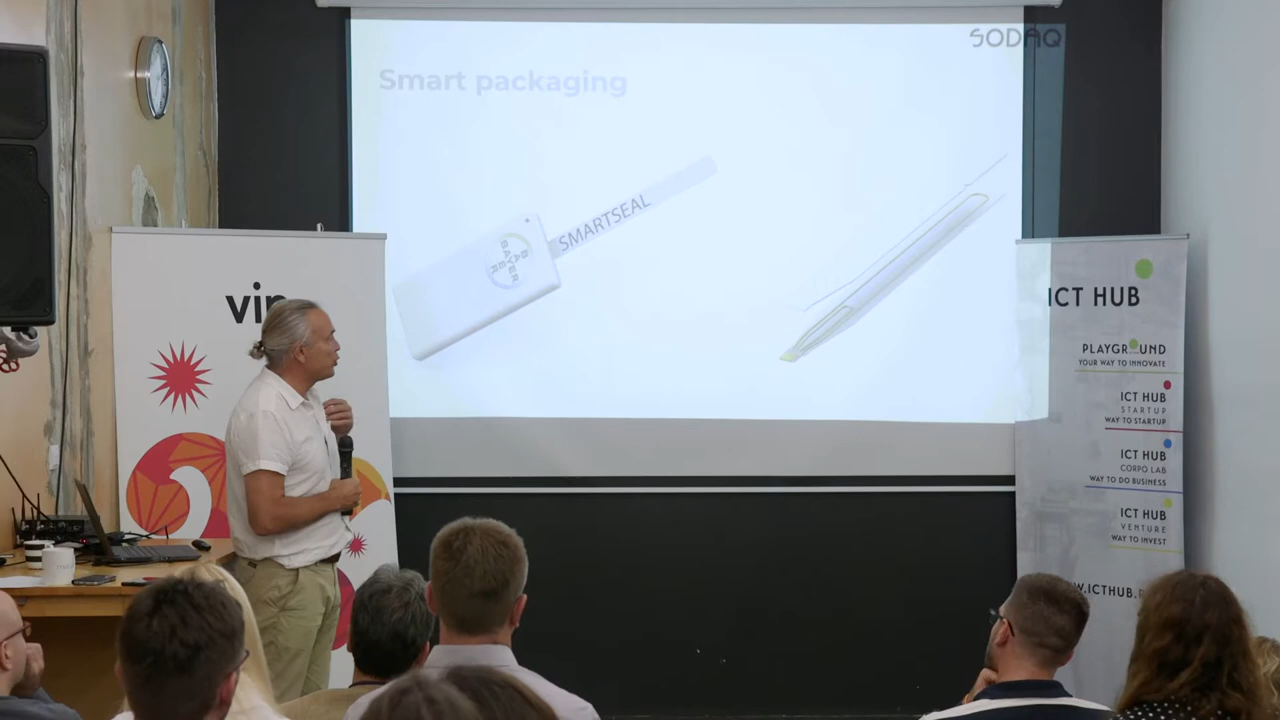 SODAQ
Smart packaging
SMARTSEAL
BAYER
BAYER
vip
ICT HUB
PLAYGROUND
YOUR WAY TO INNOVATE
ICT HUB
STARTUP
WAY TO STARTUP
ICT HUB
CORPO LAB
WAY TO DO BUSINESS
ICT HUB
VENTURE
WAY TO INVEST
W.ICTHUB.